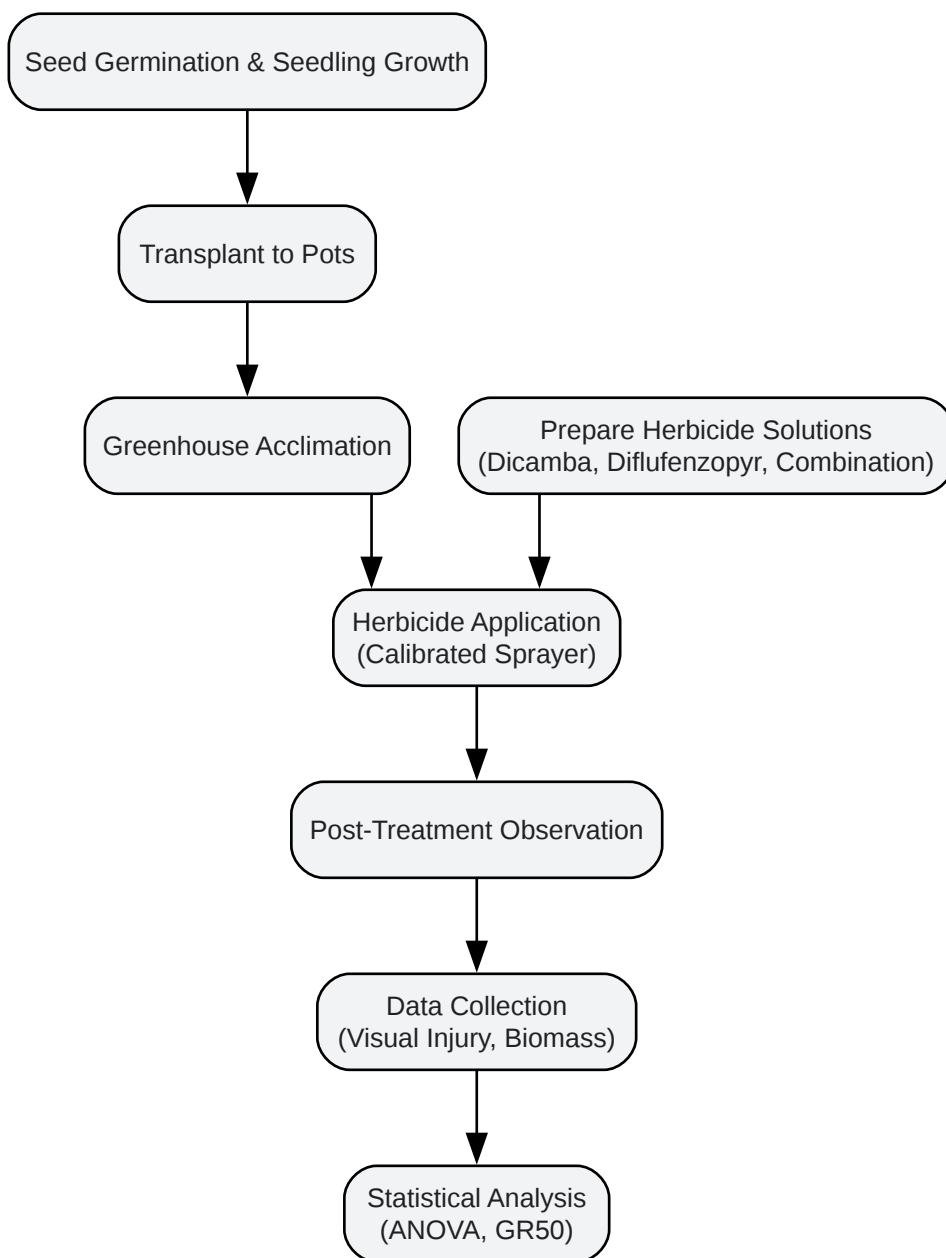 Seed Germination & Seedling Growth
Transplant to Pots
Greenhouse Acclimation
Prepare Herbicide Solutions
(Dicamba, Diflufenzopyr, Combination)
Herbicide Application
(Calibrated Sprayer)
Post-Treatment Observation
Data Collection
(Visual Injury, Biomass)
Statistical Analysis
(ANOVA, GR50)